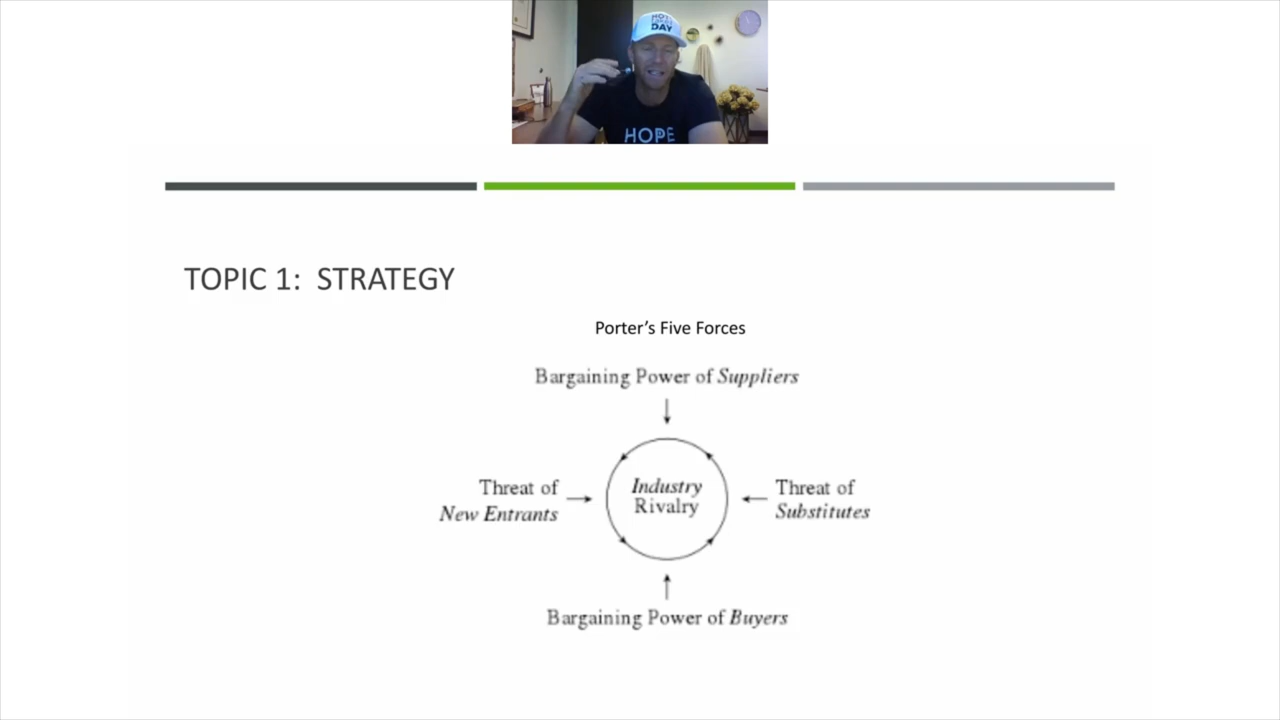 DAY
HOPE
TOPIC 1: STRATEGY
Porter’s Five Forces
Bargaining Power of Suppliers
Threat of
New Entrants
Industry
Rivalry
Threat of
Substitutes
Bargaining Power of Buyers